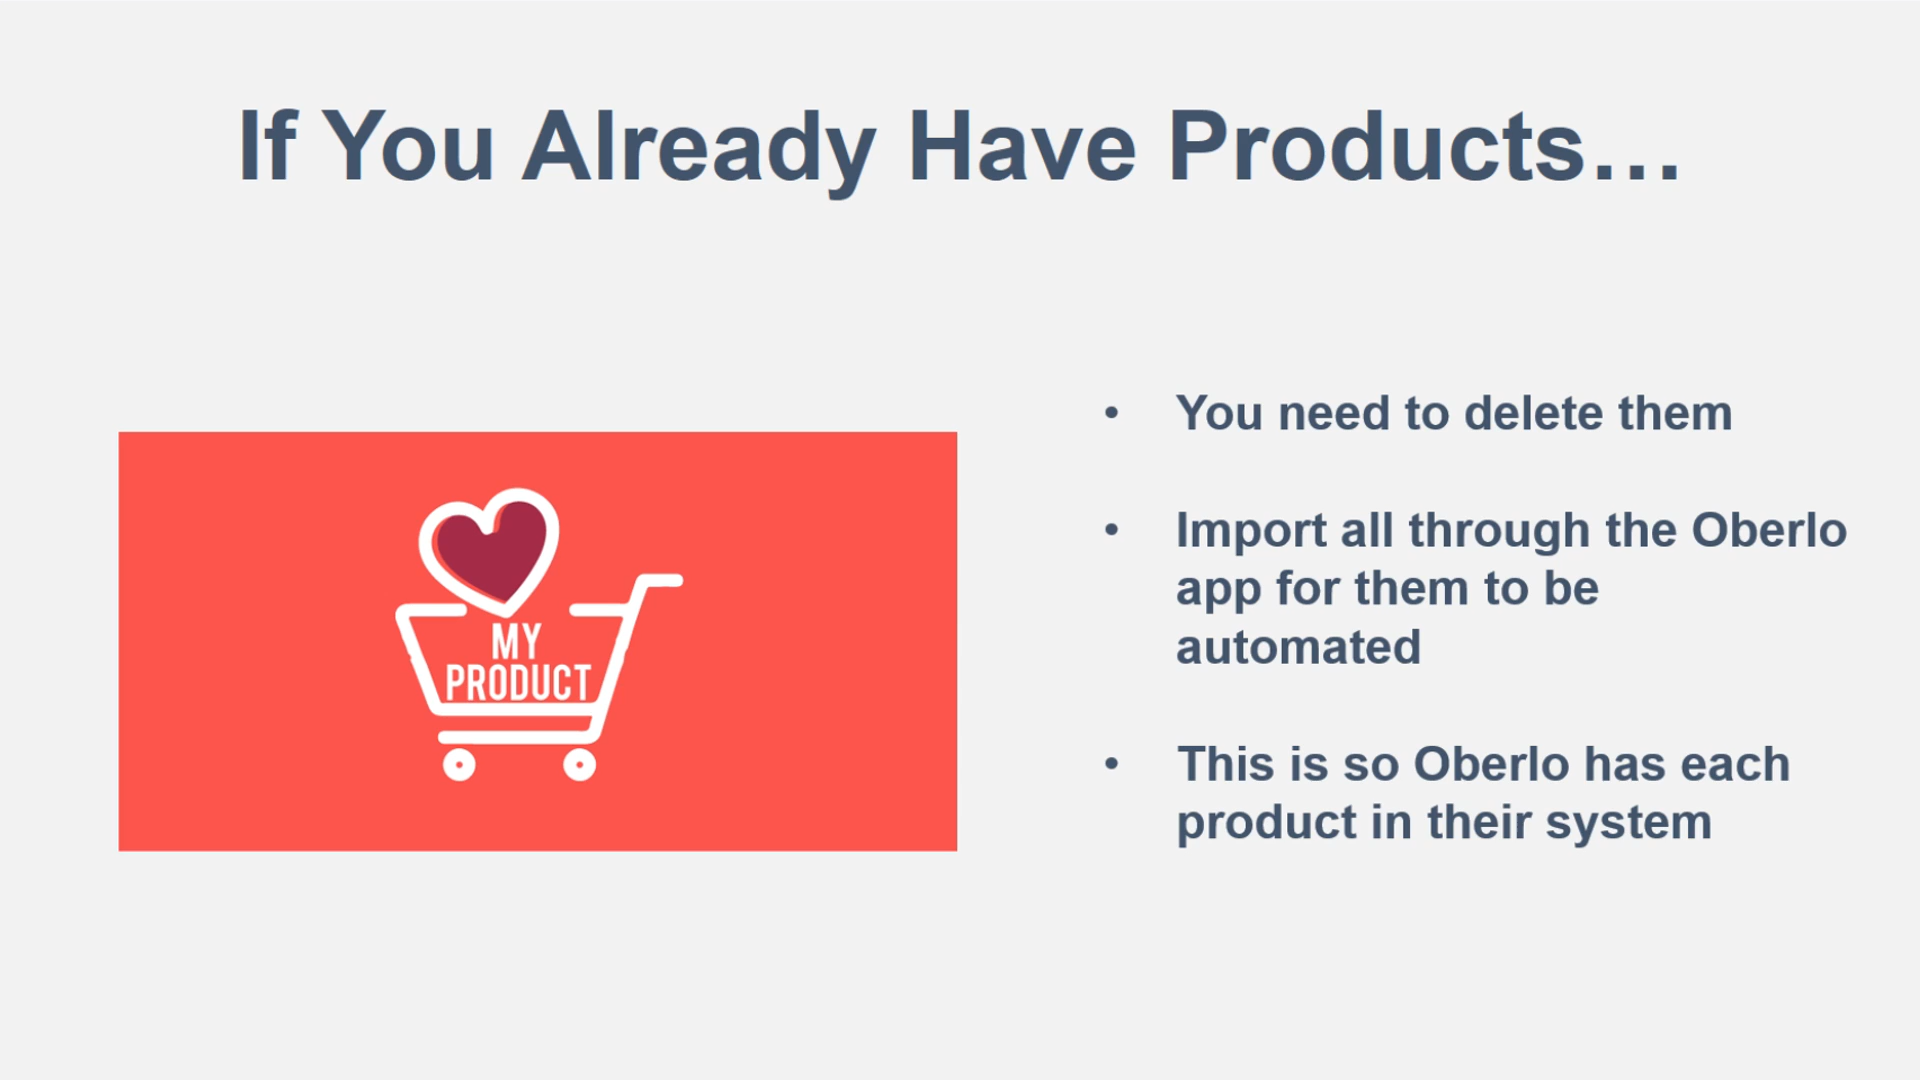 If You Already Have Products…
MY
PRODUCT
• You need to delete them
• Import all through the Oberlo
app for them to be
automated
• This is so Oberlo has each
product in their system